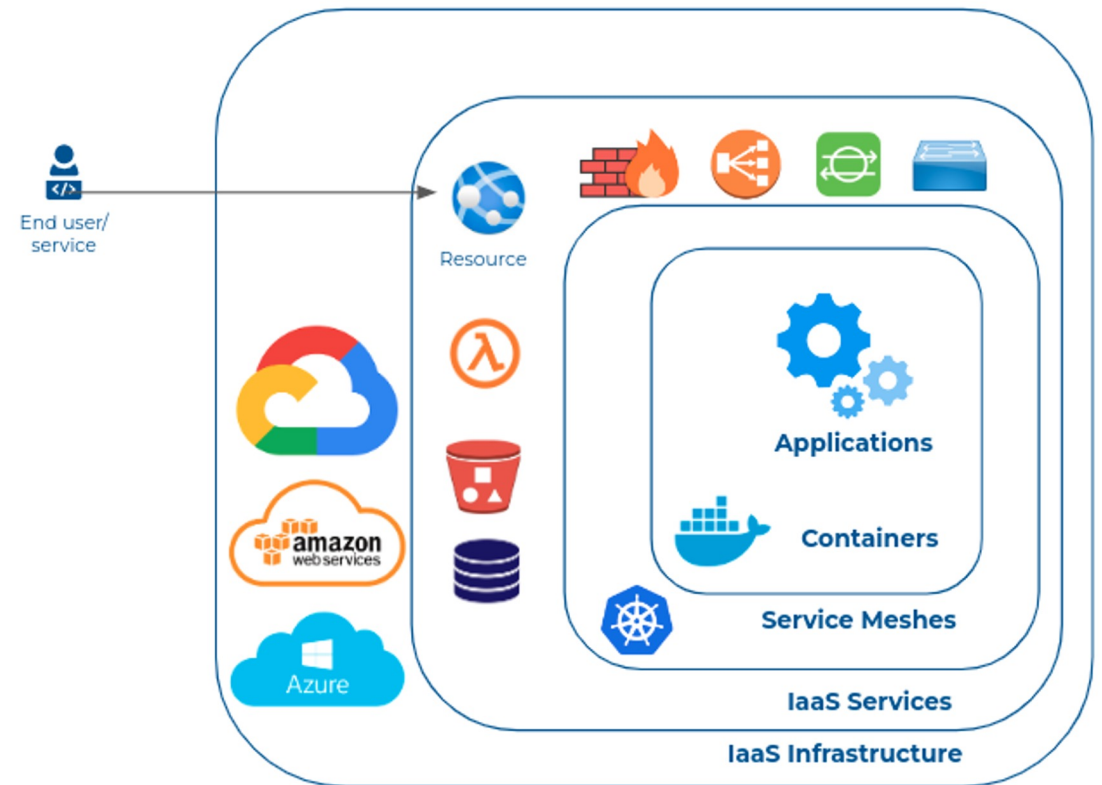 </>
End user/
service
Resource
λ
amazon
web services
Azure
Applications
Containers
Service Meshes
IaaS Services
IaaS Infrastructure